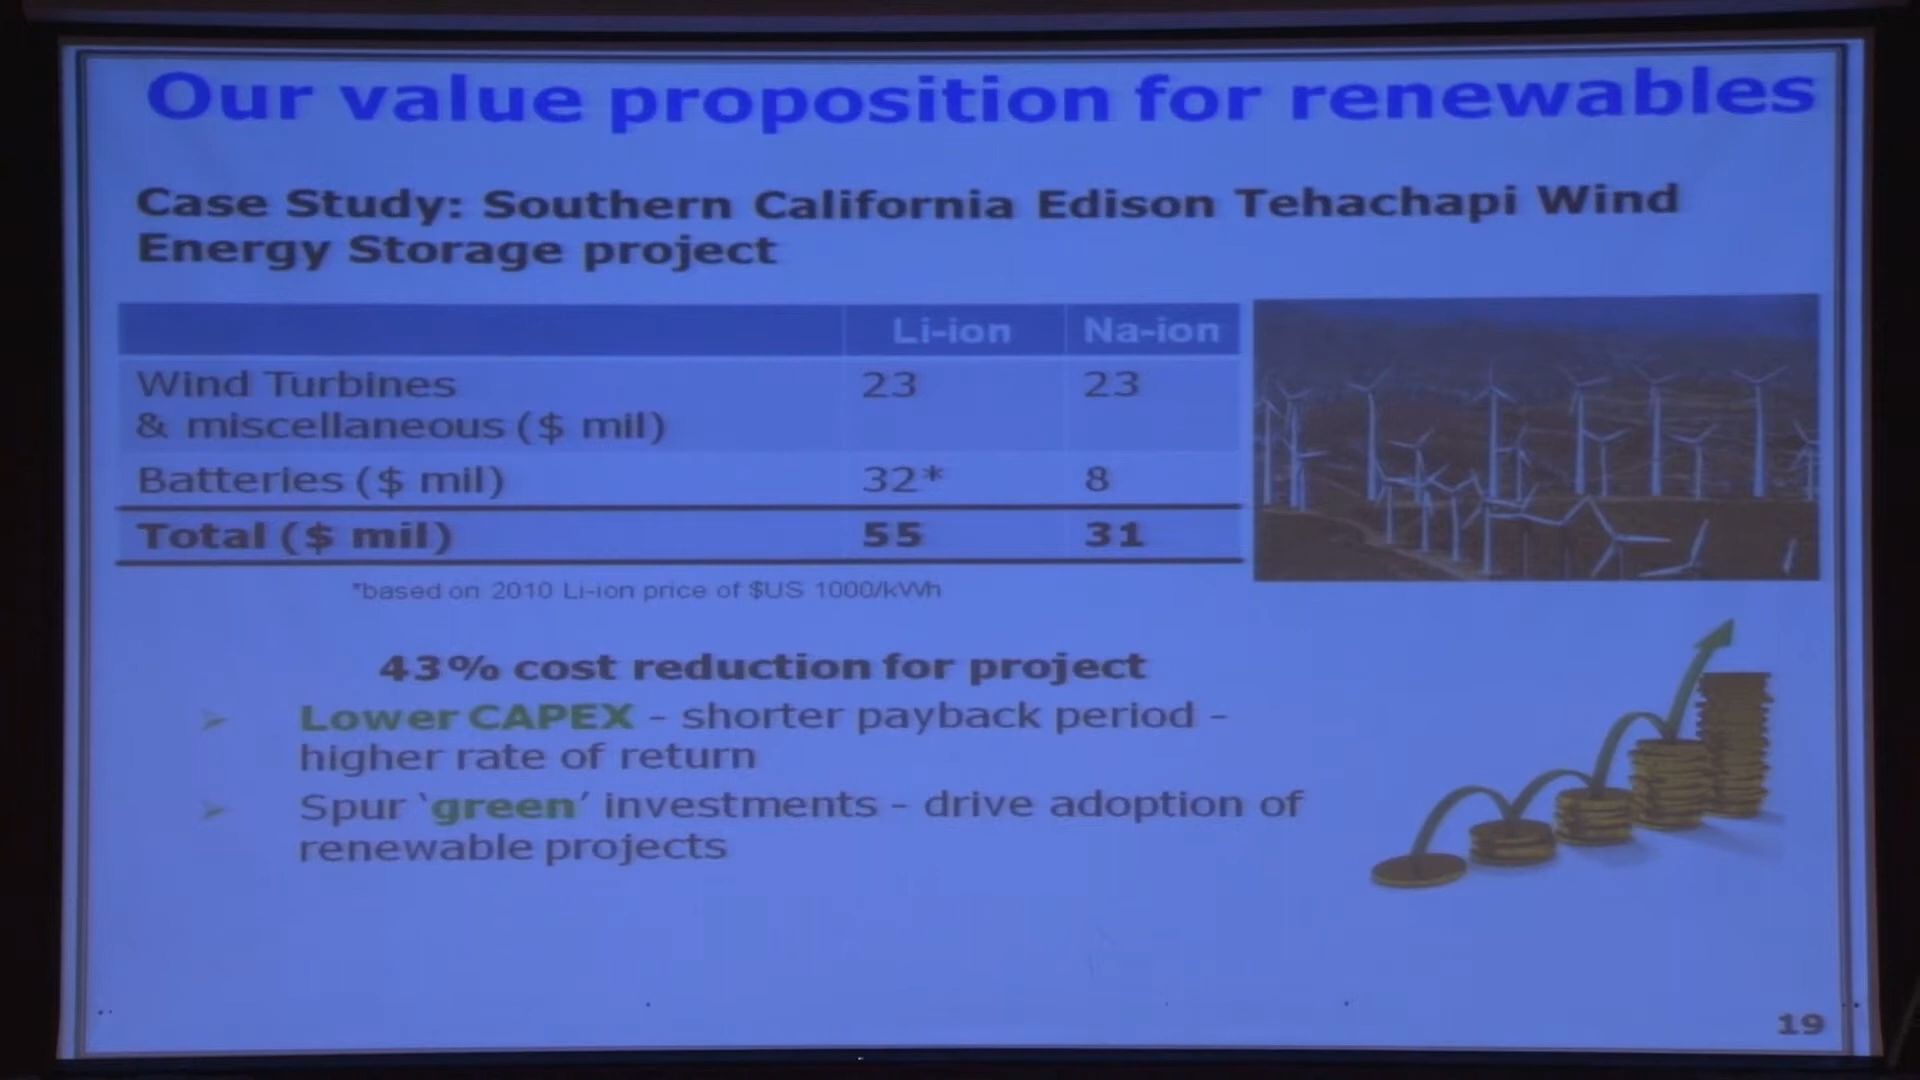 Our value proposition for renewables
Case Study: Southern California Edison Tehachapi Wind
Energy Storage project
Li-ion Na-ion
Wind Turbines 23 23
& miscellaneous ($ mil)
Batteries ($ mil) 32* 8
Total ($ mil) 55 31
*based on 2010 Li-ion price of $US 1000/kWh
43% cost reduction for project
Lower CAPEX - shorter payback period -
higher rate of return
Spur ‘green’ investments - drive adoption of
renewable projects
19